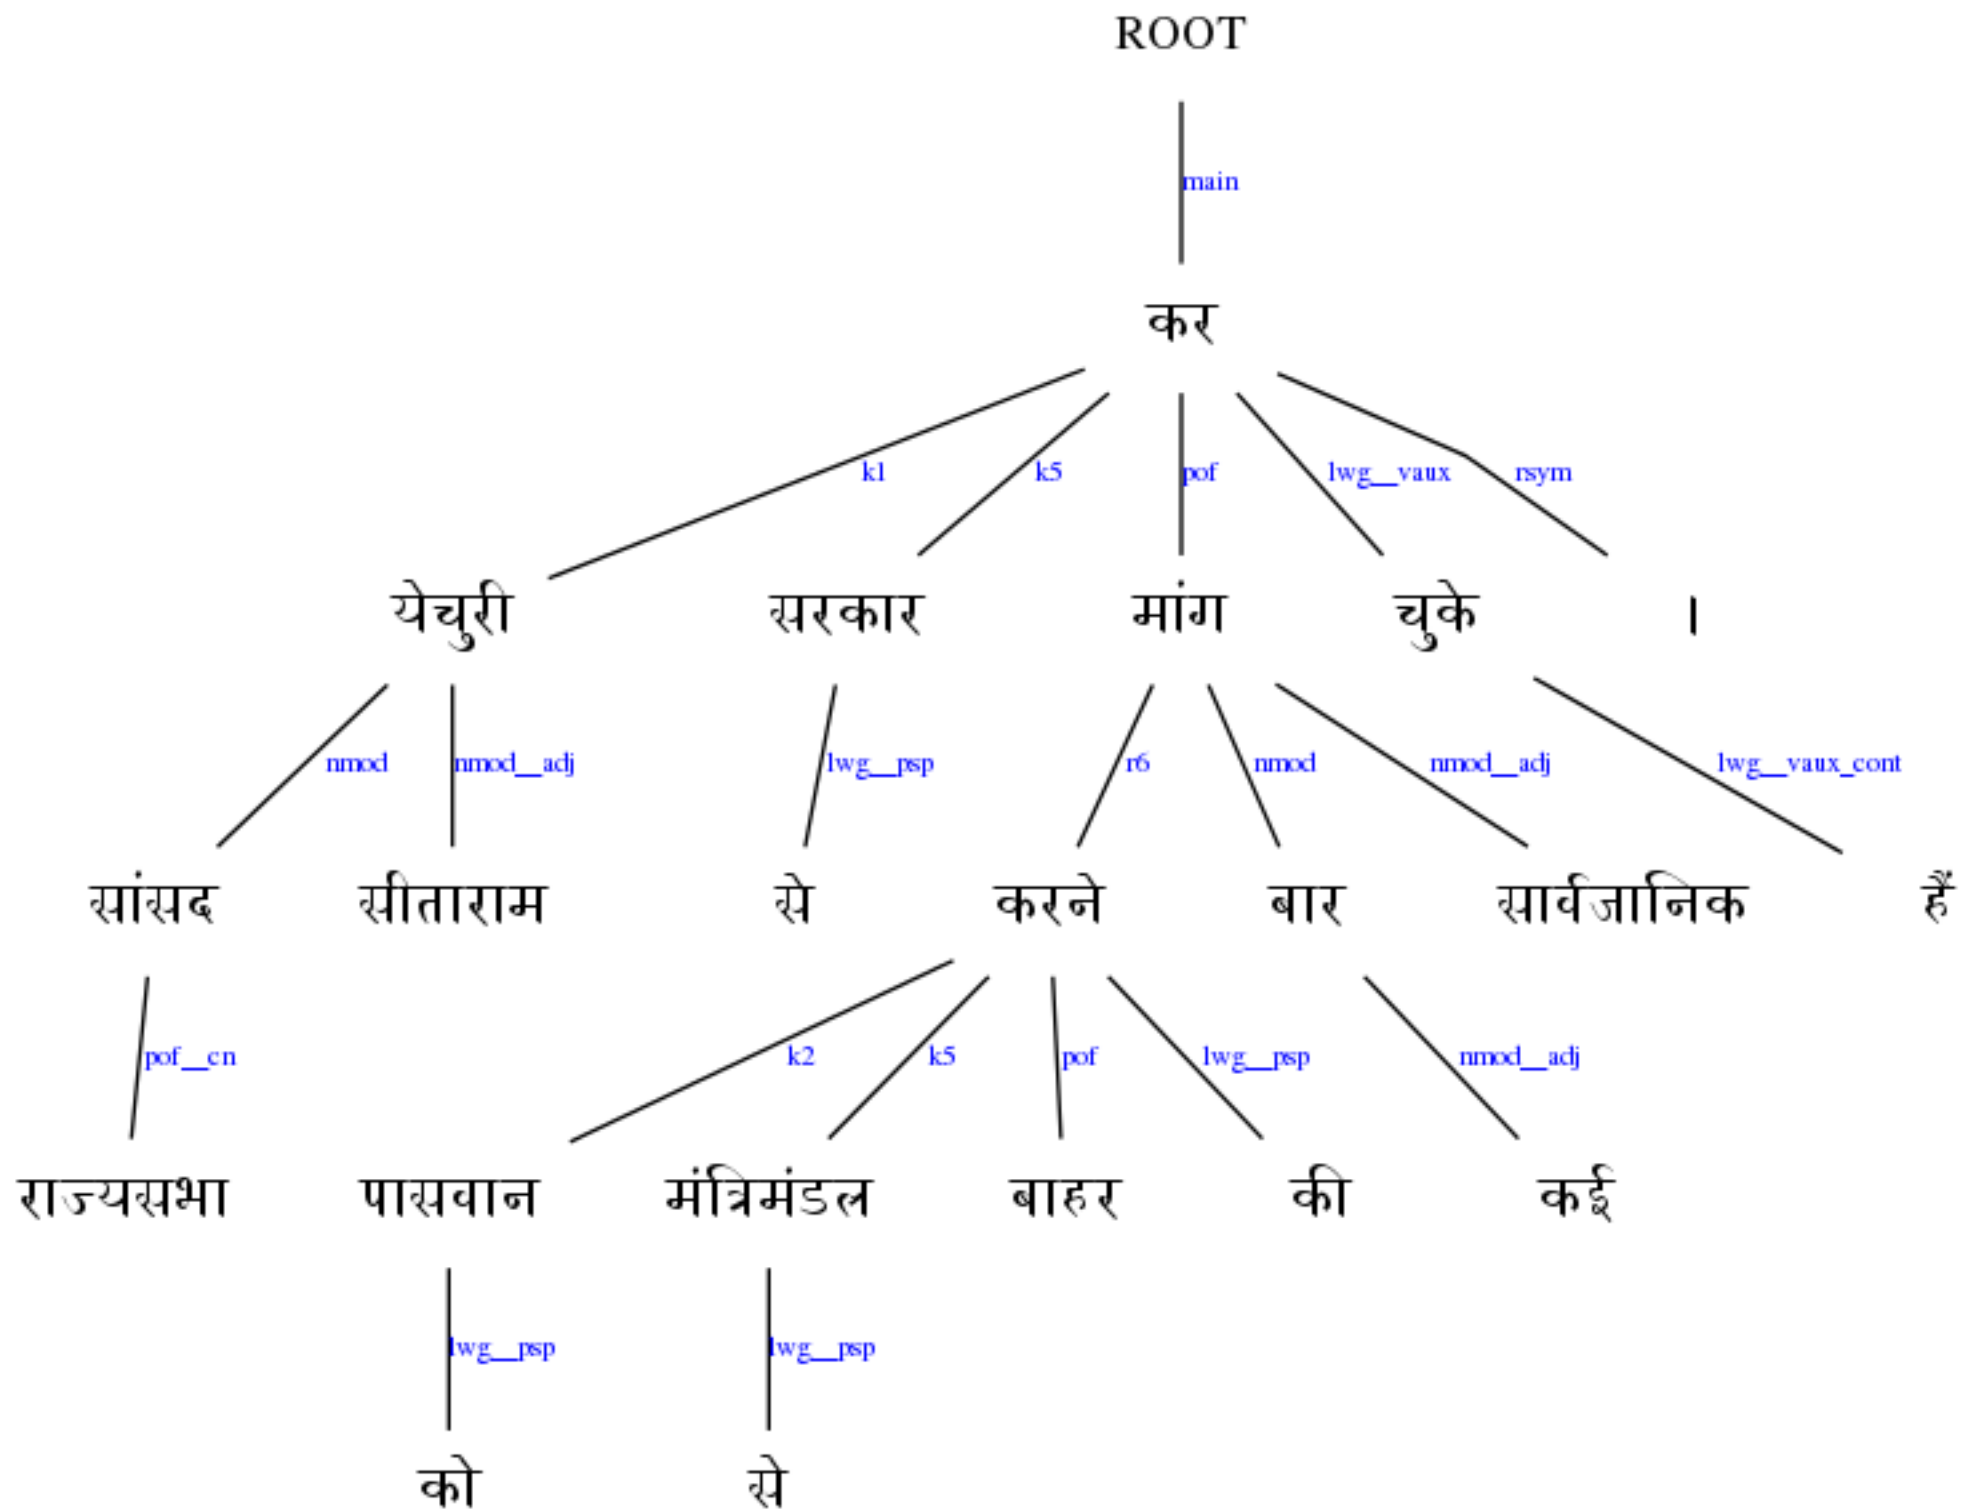 ROOT
main
कर
k1 k5 pof lwg__vaux rsym
येचुरी सरकार मांग चुके ।
nmod nmod__adj lwg__psp r6 nmod nmod__adj lwg__vaux_cont
सांसद सीताराम से करने बार सार्वजानिक हैं
pof__cn k2 k5 pof lwg__psp nmod__adj
राज्यसभा पासवान मंत्रिमंडल बाहर की कई
lwg__psp lwg__psp
को से